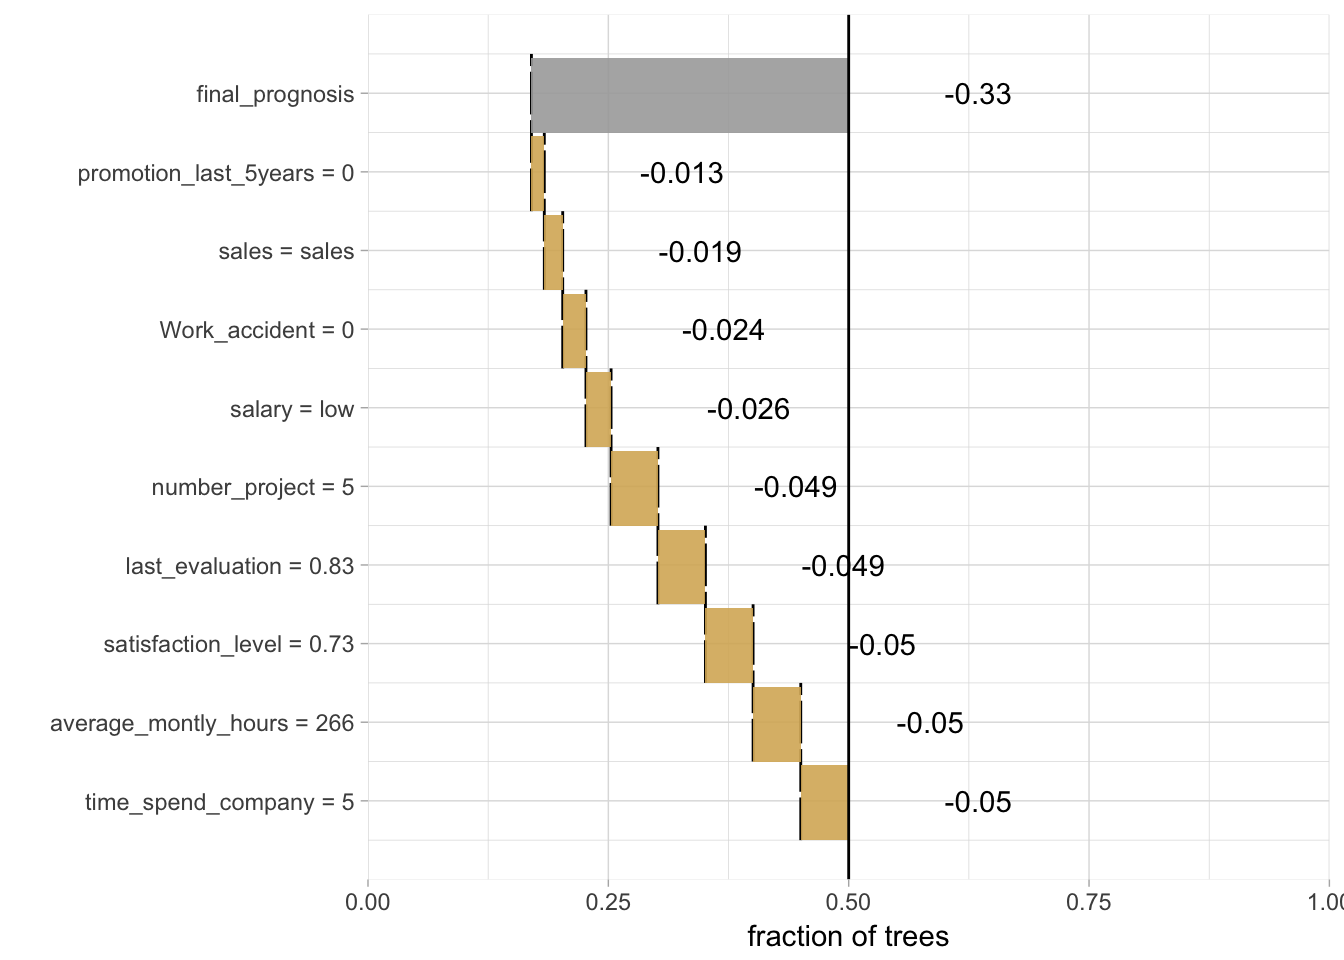 final_prognosis -0.33
promotion_last_5years = 0 -0.013
sales = sales -0.019
Work_accident = 0 -0.024
salary = low -0.026
number_project = 5 -0.049
last_evaluation = 0.83 -0.049
satisfaction_level = 0.73 -0.05
average_montly_hours = 266 -0.05
time_spend_company = 5 -0.05
0.00 0.25 0.50 0.75 1.00
fraction of trees